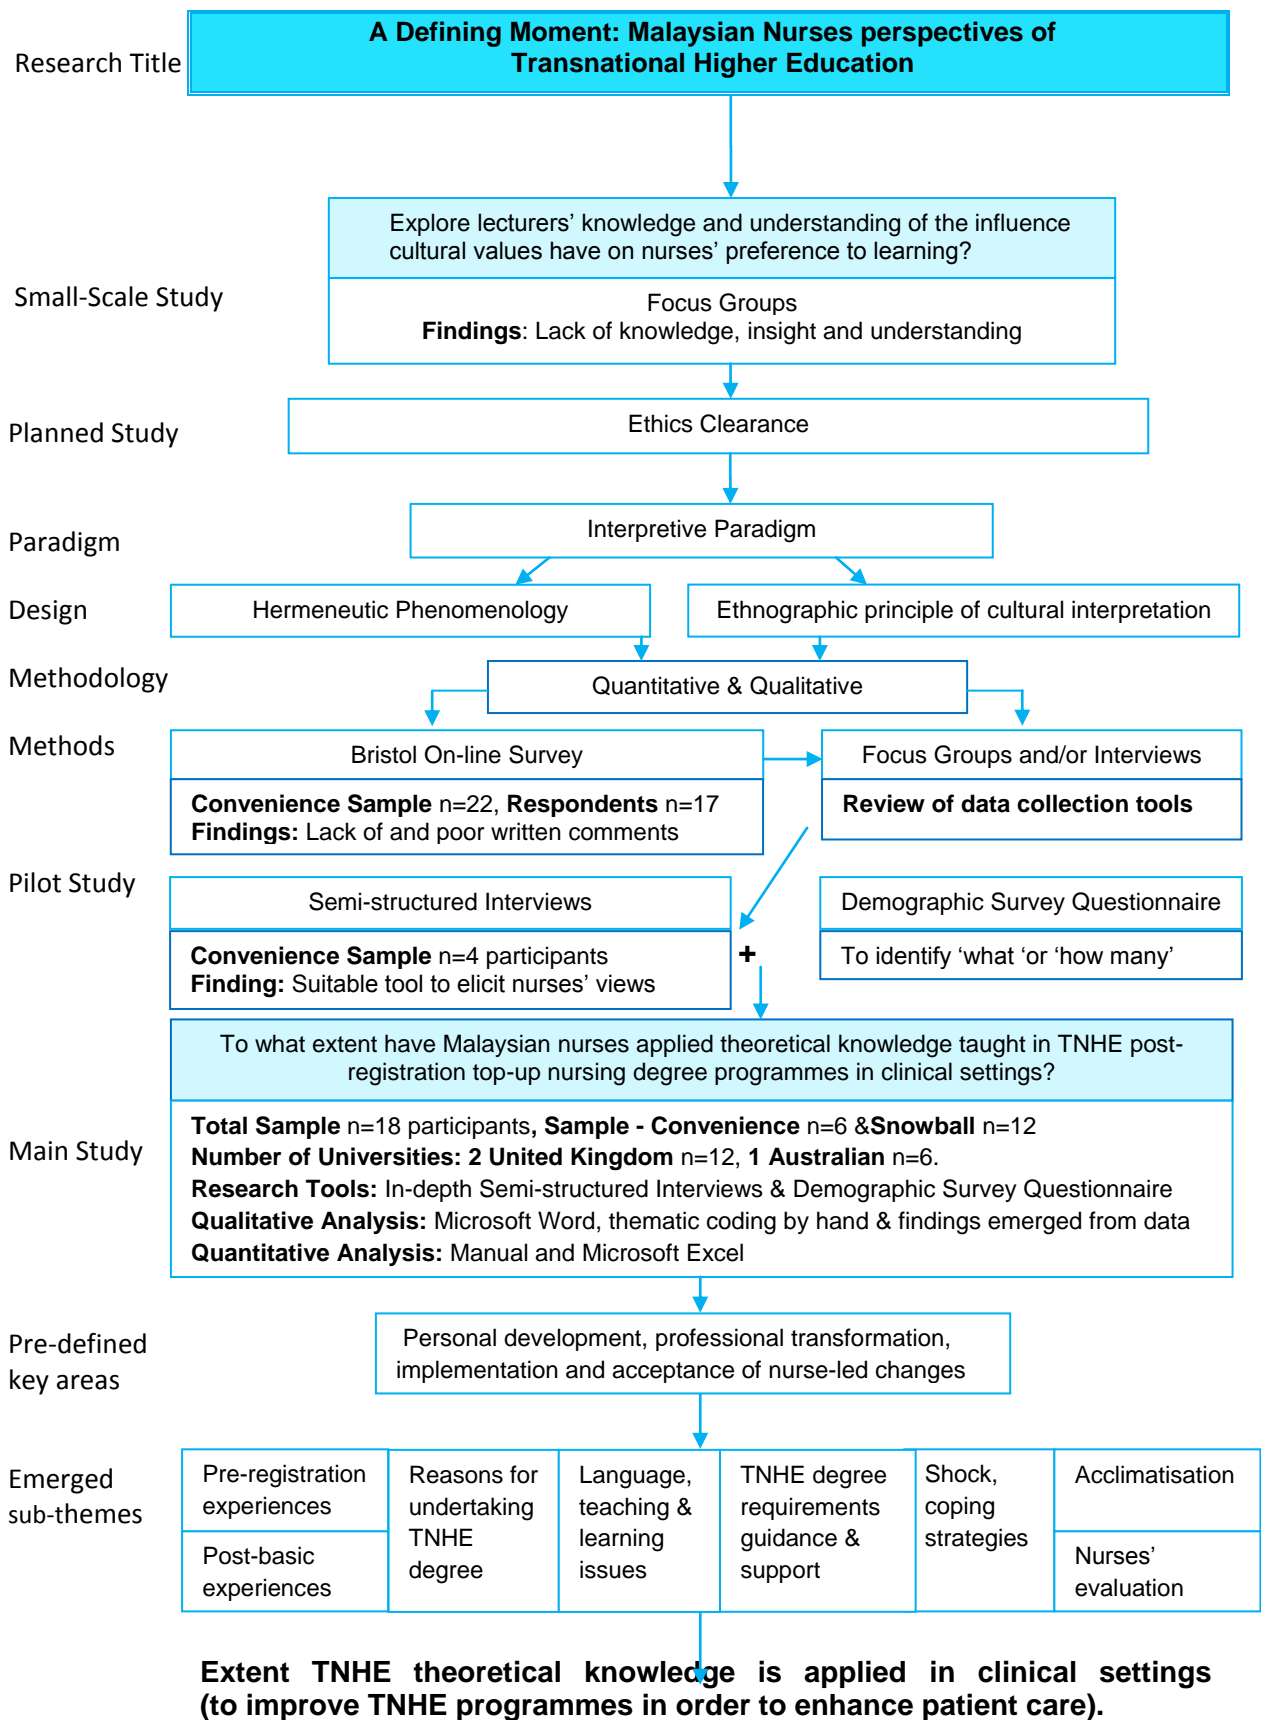 Research Title
A Defining Moment: Malaysian Nurses perspectives of
Transnational Higher Education
Small-Scale Study
Explore lecturers’ knowledge and understanding of the influence
cultural values have on nurses’ preference to learning?
Focus Groups
Findings: Lack of knowledge, insight and understanding
Planned Study
Ethics Clearance
Paradigm
Interpretive Paradigm
Design
Hermeneutic Phenomenology
Ethnographic principle of cultural interpretation
Methodology
Quantitative & Qualitative
Methods
Bristol On-line Survey
Convenience Sample n=22, Respondents n=17
Findings: Lack of and poor written comments
Focus Groups and/or Interviews
Review of data collection tools
Pilot Study
Semi-structured Interviews
Convenience Sample n=4 participants
Finding: Suitable tool to elicit nurses’ views
+
Demographic Survey Questionnaire
To identify ‘what ‘or ‘how many’
Main Study
To what extent have Malaysian nurses applied theoretical knowledge taught in TNHE post-
registration top-up nursing degree programmes in clinical settings?
Total Sample n=18 participants, Sample - Convenience n=6 &Snowball n=12
Number of Universities: 2 United Kingdom n=12, 1 Australian n=6.
Research Tools: In-depth Semi-structured Interviews & Demographic Survey Questionnaire
Qualitative Analysis: Microsoft Word, thematic coding by hand & findings emerged from data
Quantitative Analysis: Manual and Microsoft Excel
Pre-defined
key areas
Personal development, professional transformation,
implementation and acceptance of nurse-led changes
Emerged
sub-themes
Pre-registration
experiences
Post-basic
experiences
Reasons for
undertaking
TNHE
degree
Language,
teaching &
learning
issues
TNHE degree
requirements
guidance &
support
Shock,
coping
strategies
Acclimatisation
Nurses’
evaluation
Extent TNHE theoretical knowledge is applied in clinical settings
(to improve TNHE programmes in order to enhance patient care).